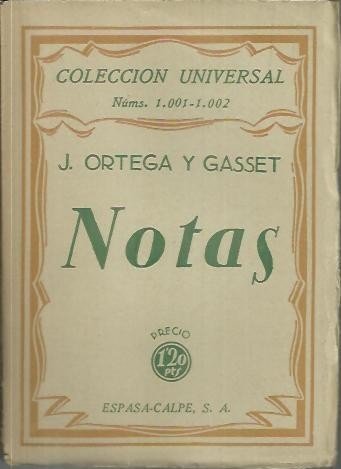 COLECCION UNIVERSAL
Núms. 1.001-1.002
J. ORTEGA Y GASSET
Notas
PRECIO
1'20
pts
ESPASA-CALPE, S. A.